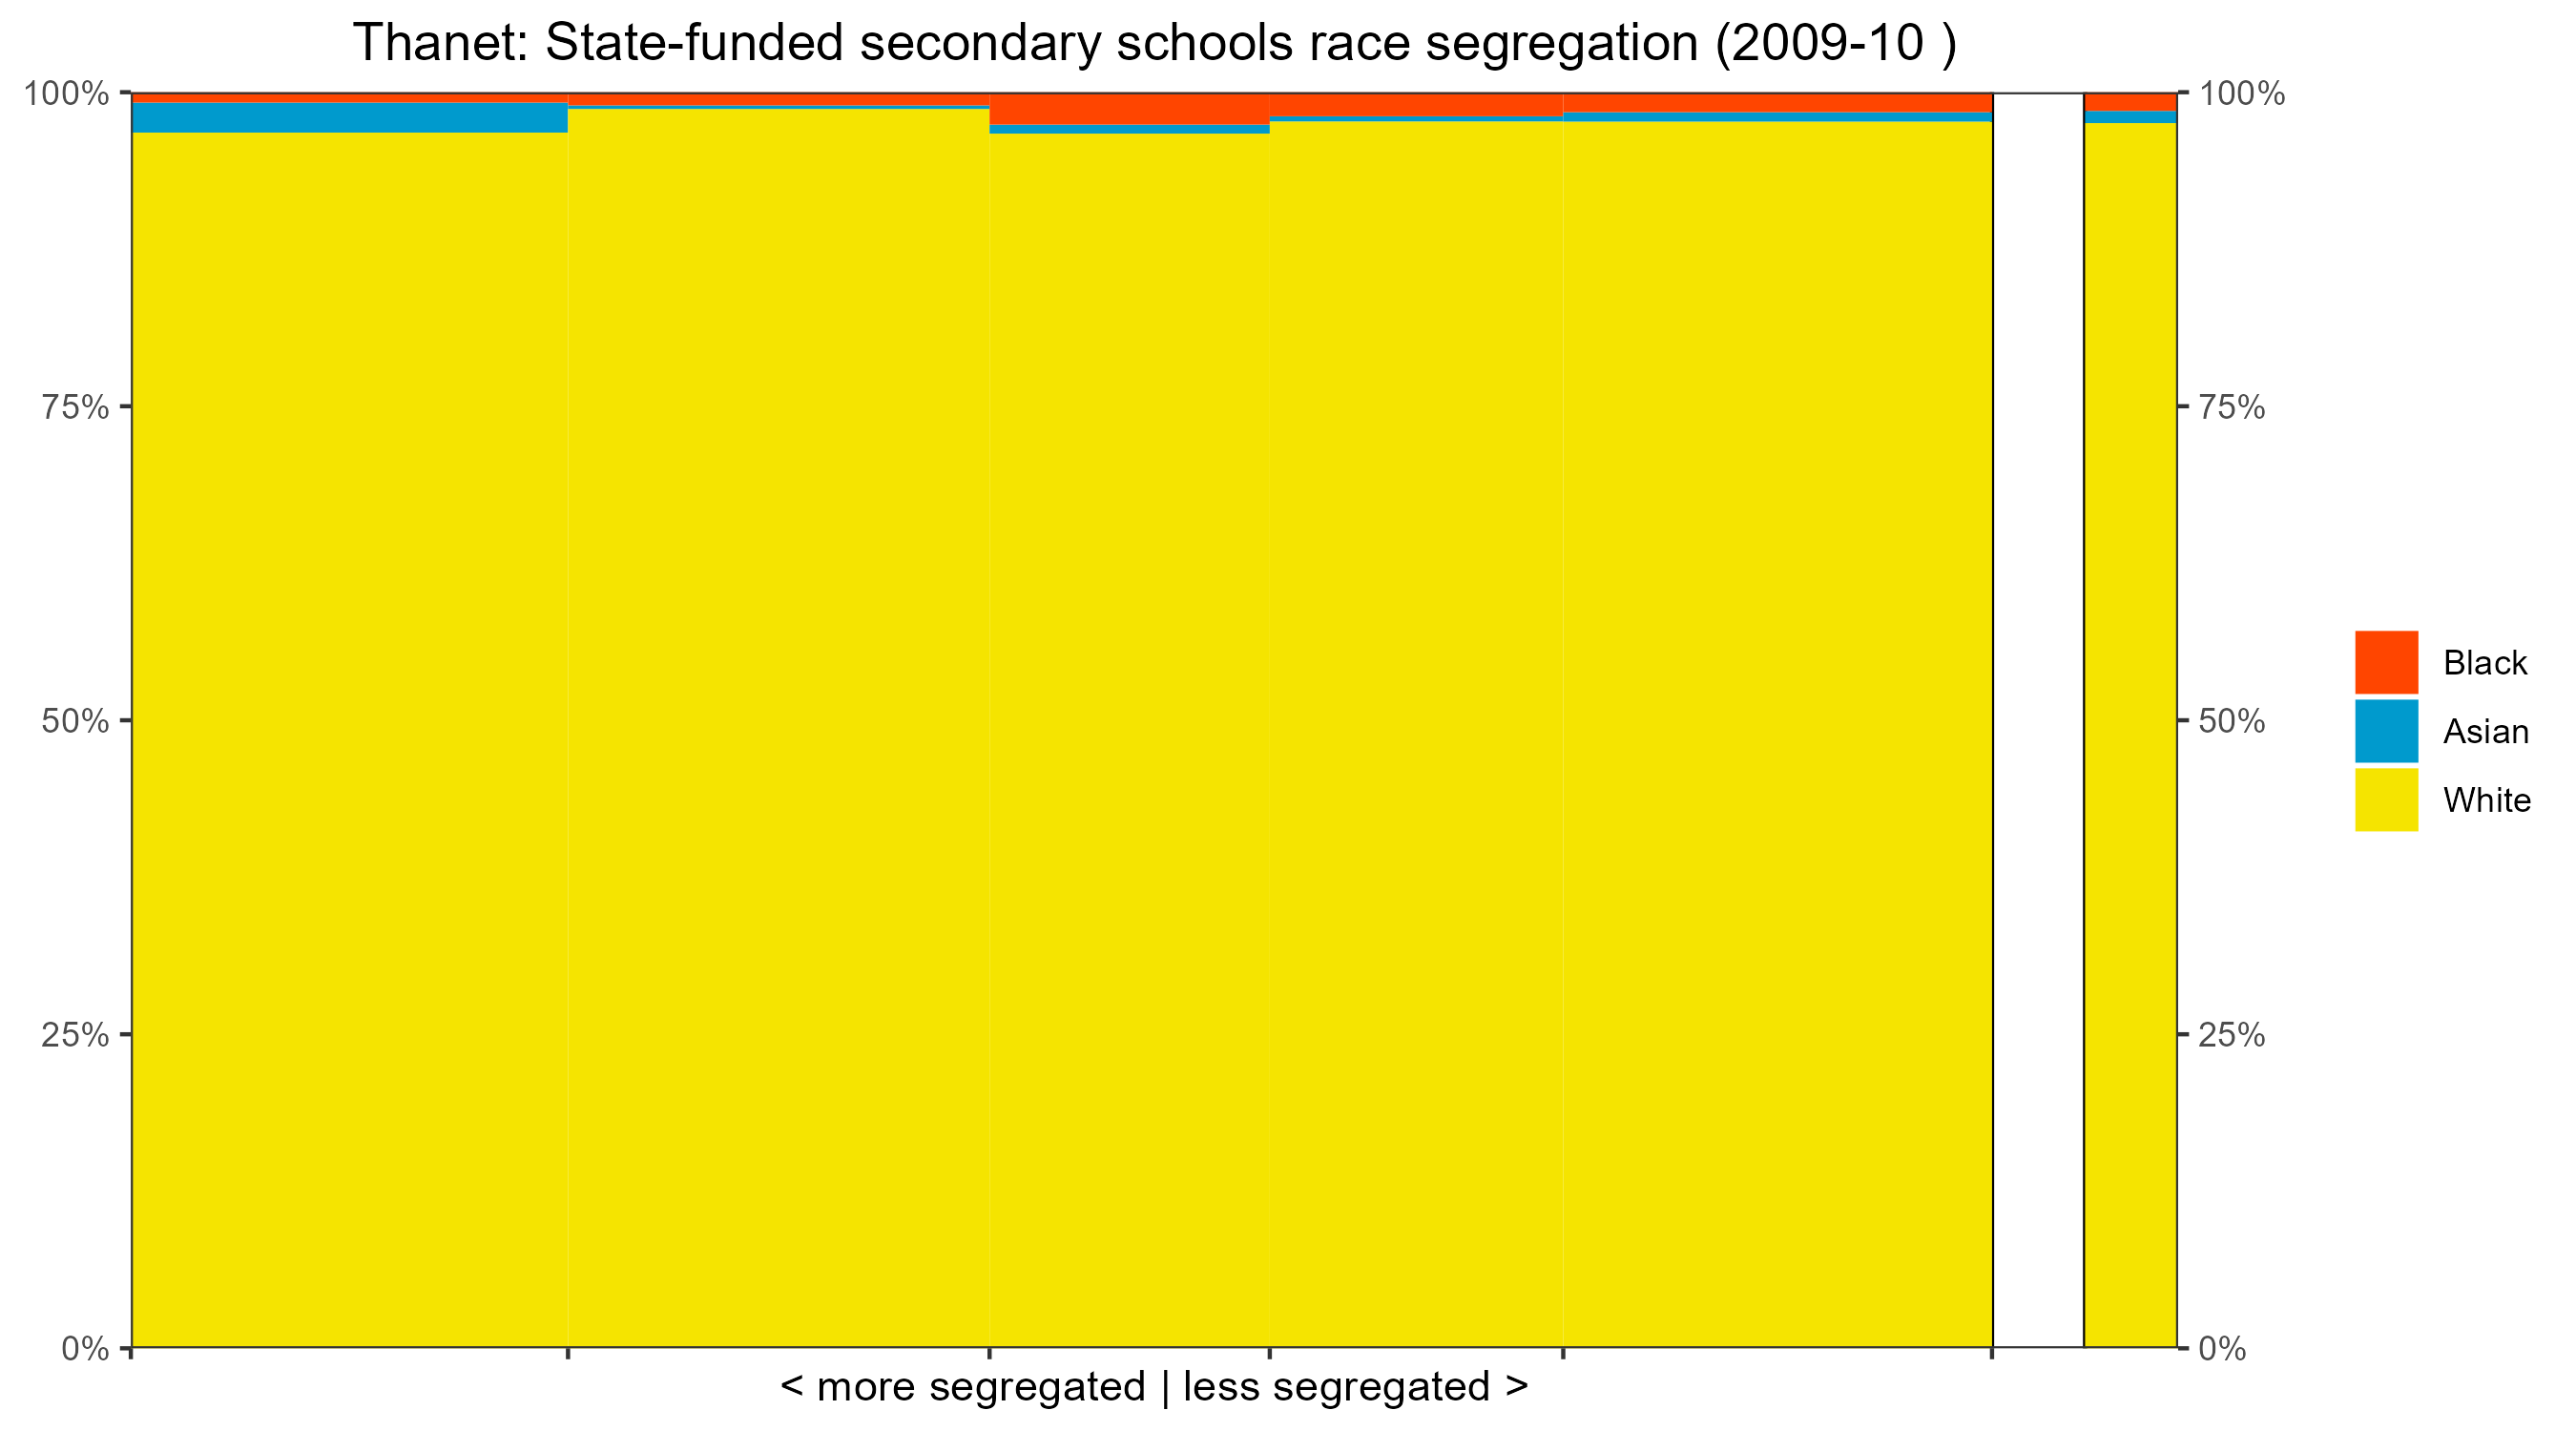 Thanet: State-funded secondary schools race segregation (2009-10 )
100%
75%
50%
25%
0%
100%
75%
50%
25%
0%
Black
Asian
White
< more segregated | less segregated >